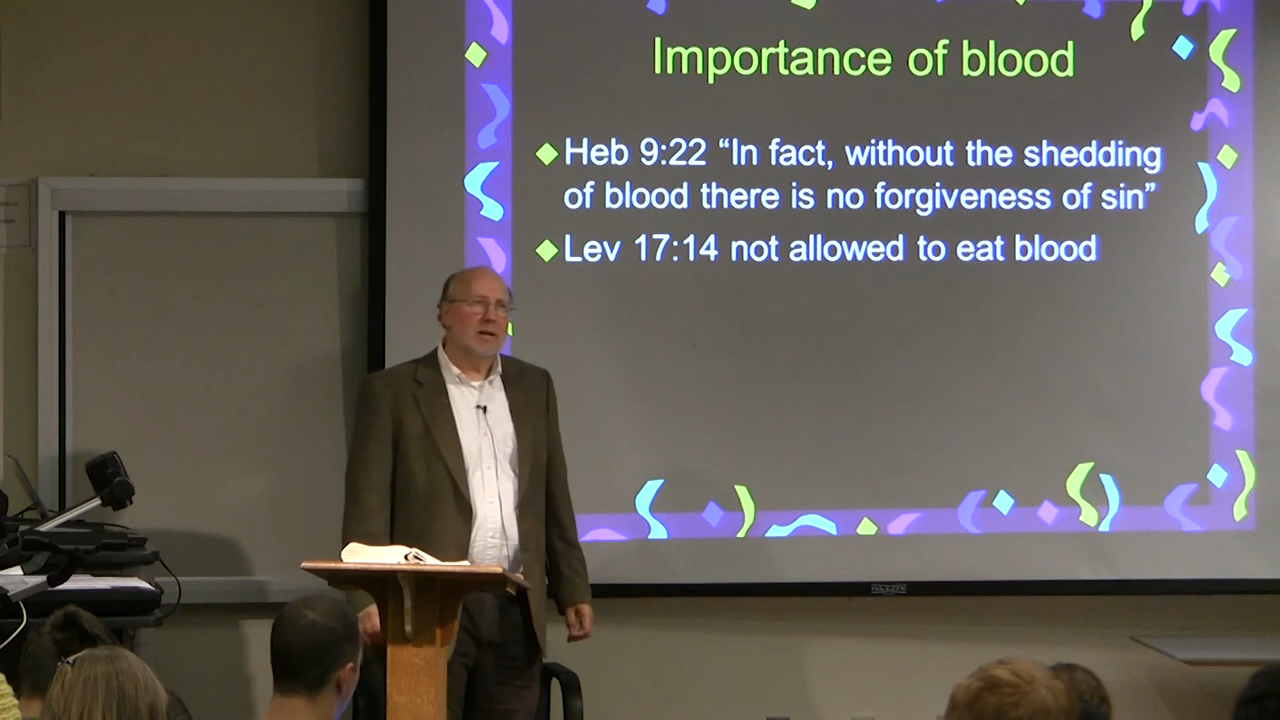 Importance of blood
Heb 9:22 “In fact, without the shedding
of blood there is no forgiveness of sin”
Lev 17:14 not allowed to eat blood